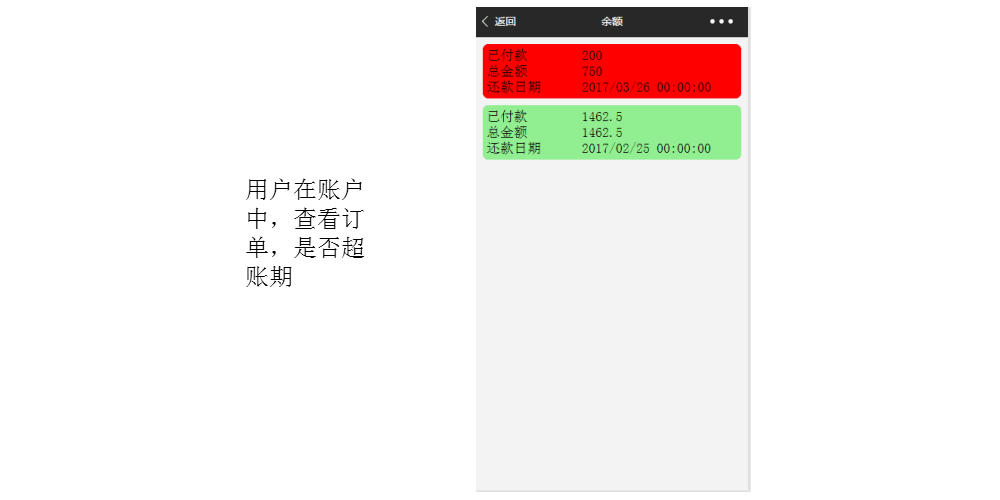 用户在账户
中，查看订
单，是否超
账期
返回 余额
已付款 200
总金额 750
还款日期 2017/03/26 00:00:00
已付款 1462.5
总金额 1462.5
还款日期 2017/02/25 00:00:00